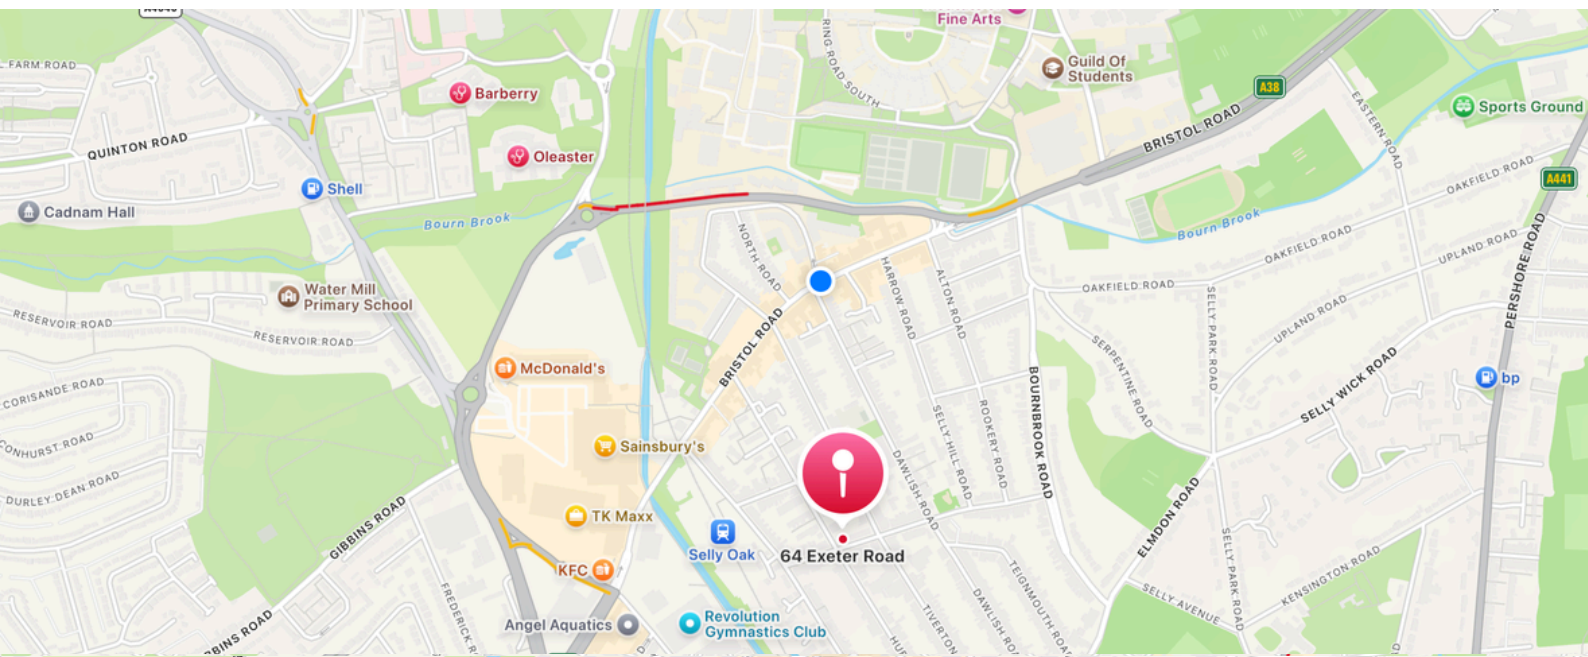 Fine Arts
FARM ROAD
RING ROAD SOUTH
Guild Of
Students
A38
Barberry
EASTERN ROAD
Sports Ground
BRISTOL ROAD
QUINTON ROAD
Oleaster
OAKFIELD ROAD
A441
Shell
Cadnam Hall
Bourn Brook
Bourn Brook
NORTH ROAD
OAKFIELD ROAD
UPLAND ROAD
PERSHORE ROAD
HARROW ROAD
ALTON ROAD
Water Mill
Primary School
OAKFIELD ROAD
SELLY PARK ROAD
UPLAND ROAD
RESERVOIR ROAD
RESERVOIR ROAD
BRISTOL ROAD
SERPENTINE ROAD
McDonald's
BOURNBROOK ROAD
SELLY WICK ROAD
bp
CORISANDE ROAD
SELLY HILL ROAD
ROOKERY ROAD
CONHURST ROAD
Sainsbury's
DAWLISH ROAD
DURLEY DEAN ROAD
TK Maxx
GIBBINS ROAD
ELMDON ROAD
Selly Oak
64 Exeter Road
KFC
SELLY PARK ROAD
KENSINGTON ROAD
FREDERICK R
TEIGNMOUTH ROAD
SELLY AVENUE
DAWLISH ROA
TIVERTON
Angel Aquatics
Revolution
Gymnastics Club
BBINS ROAD